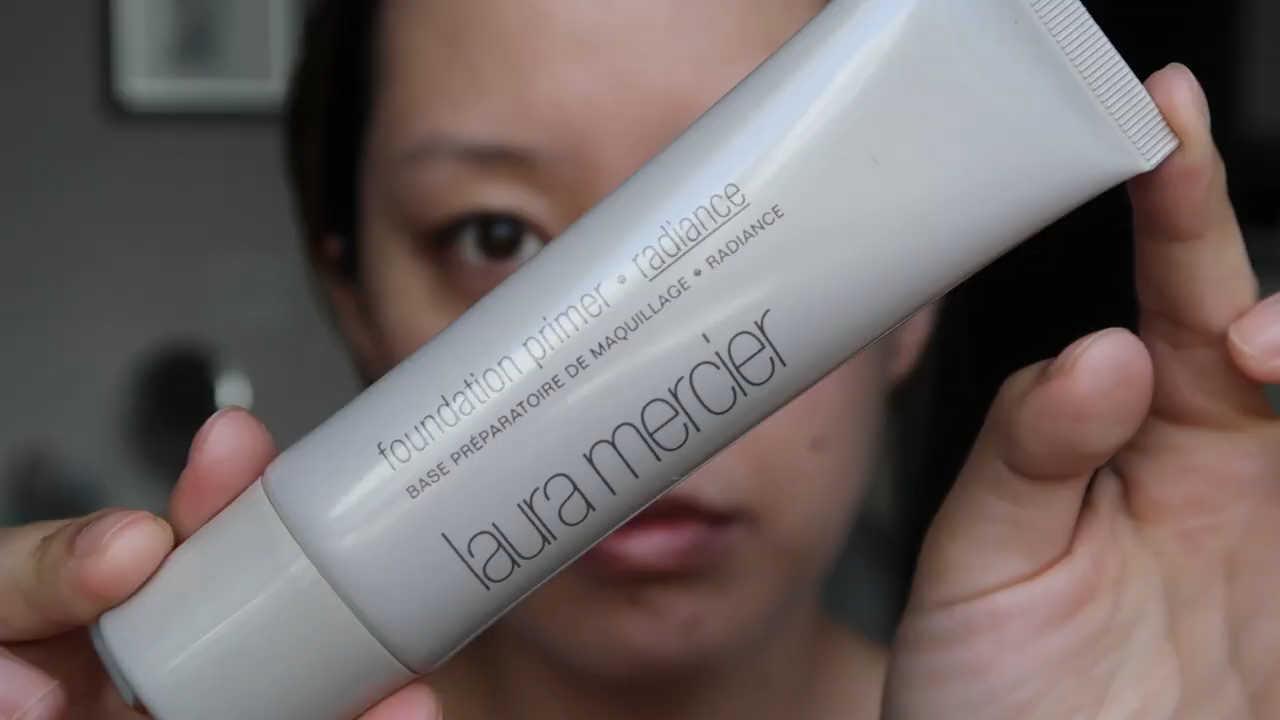 foundation primer • radiance
BASE PRÉPARATOIRE DE MAQUILLAGE • RADIANCE
laura mercier